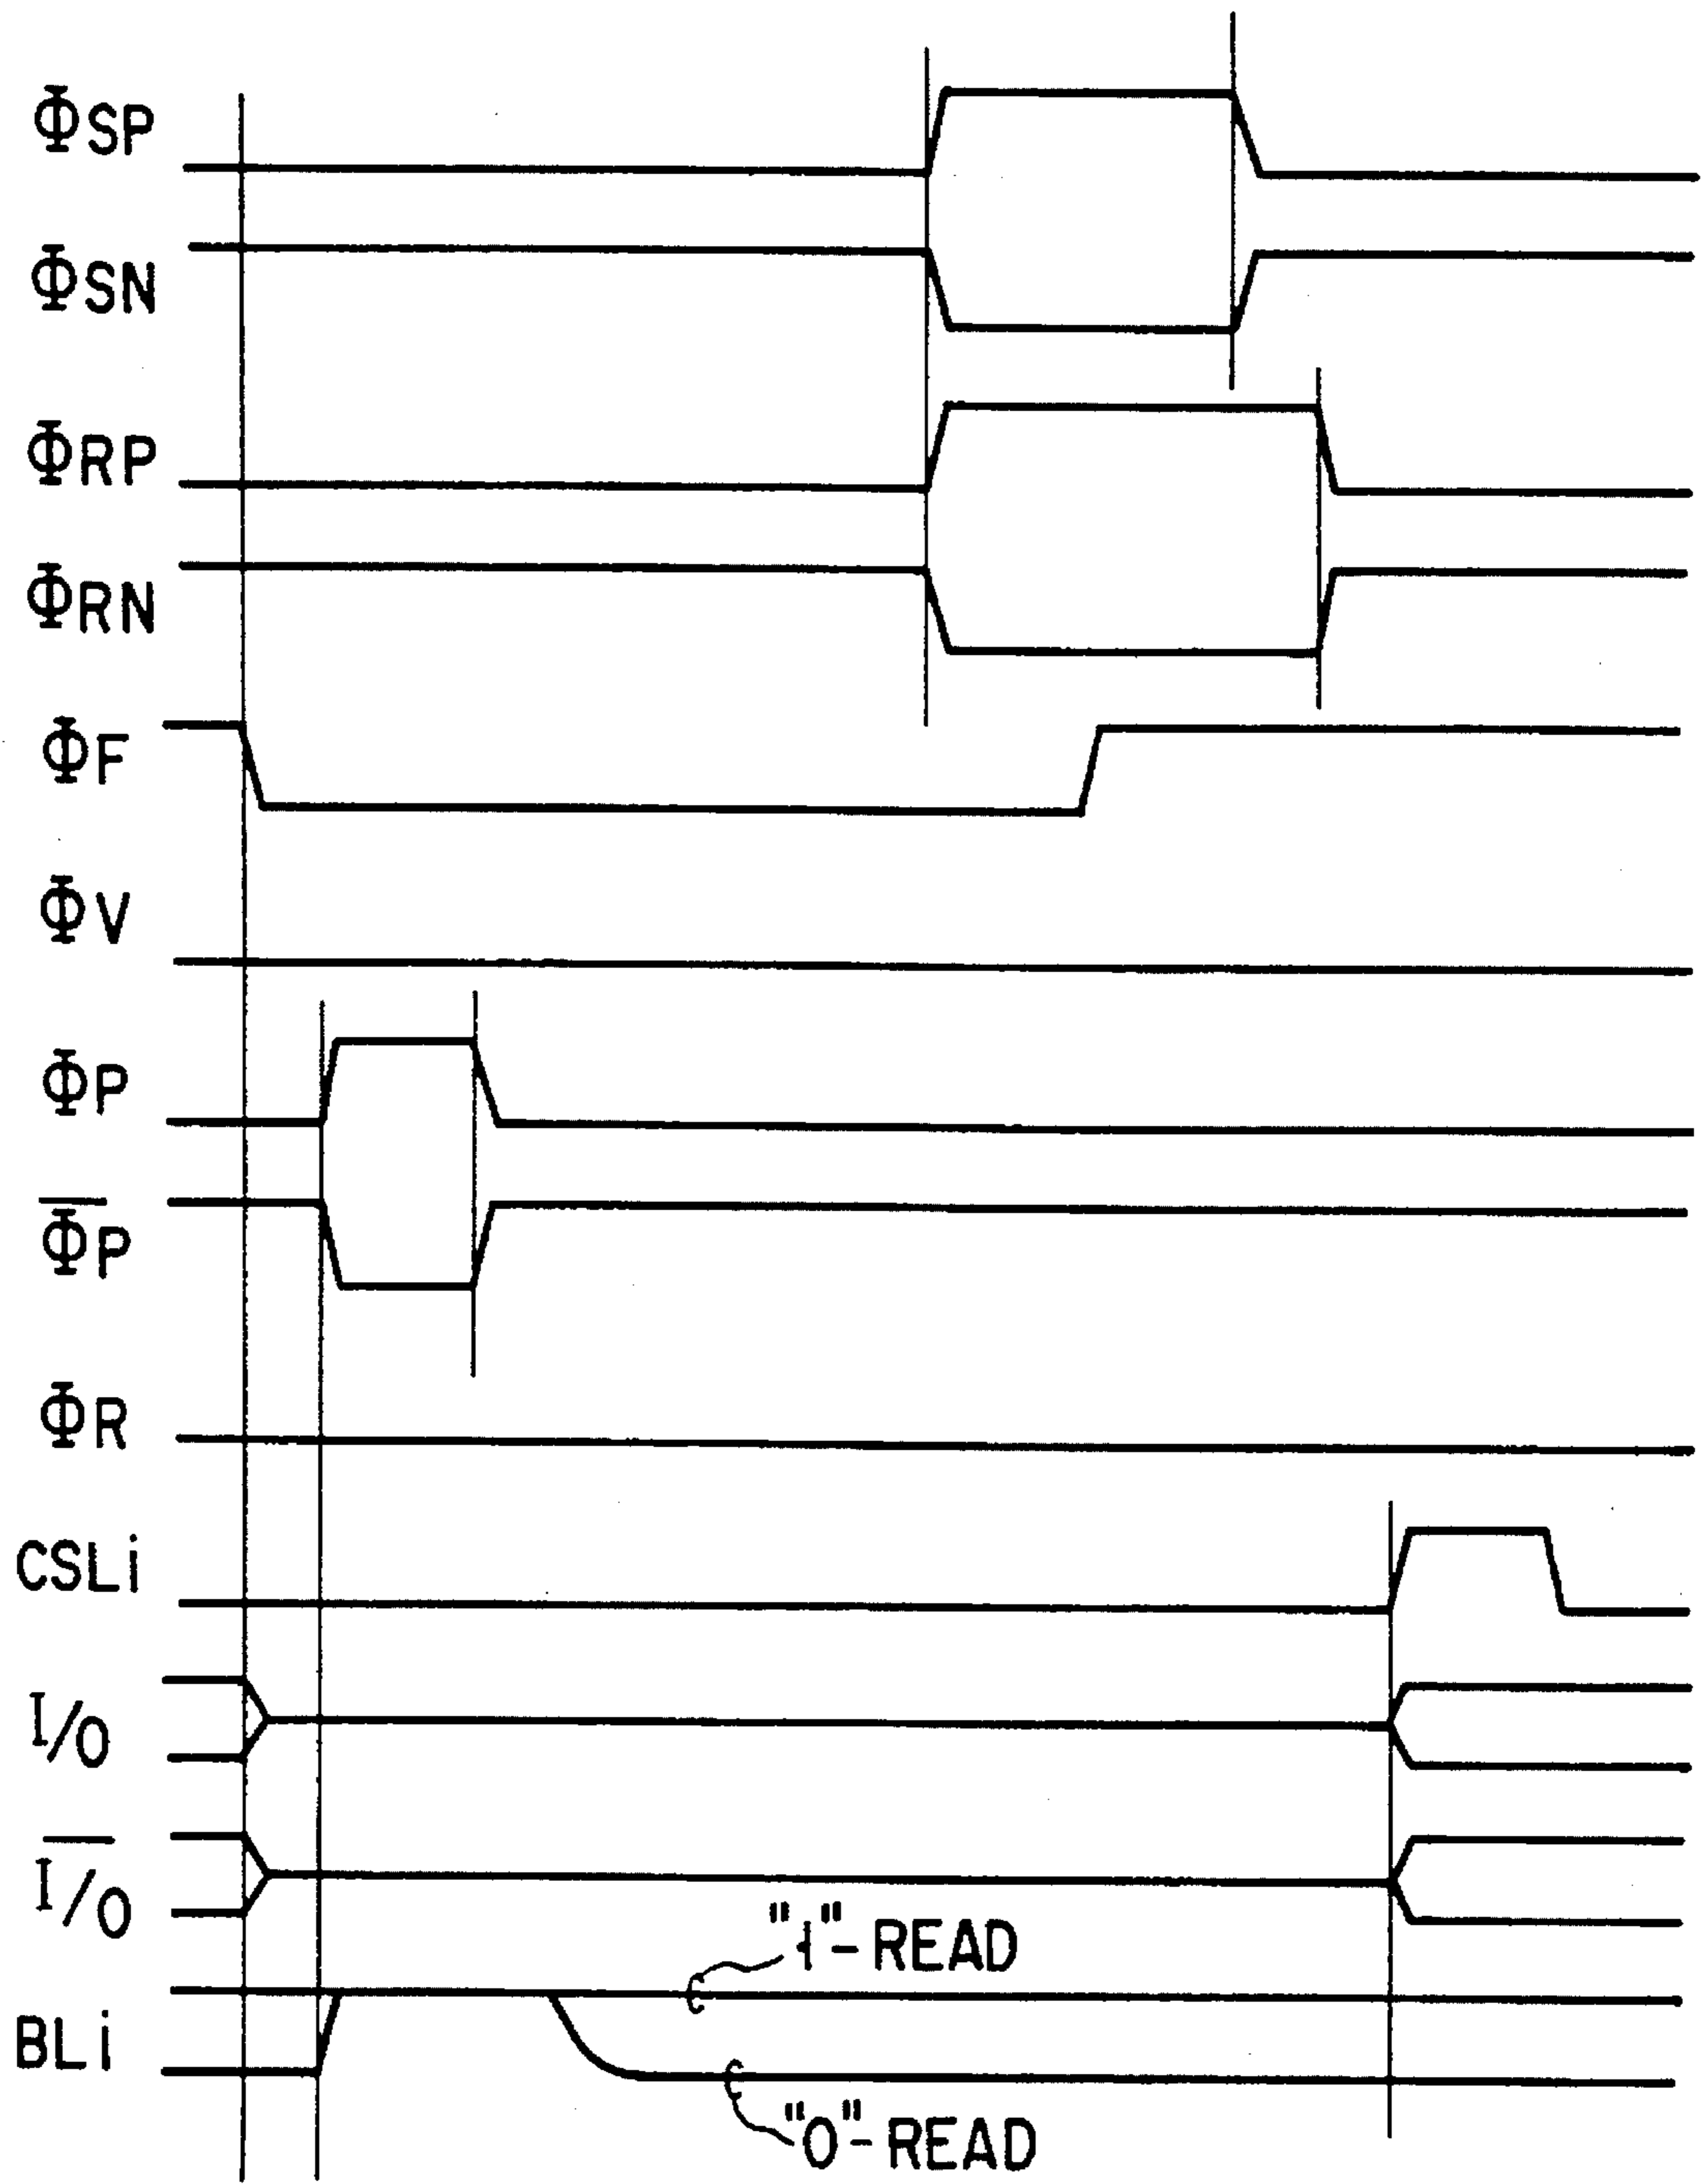 ΦSP
ΦSN
ΦRP
ΦRN
ΦF
ΦV
ΦP
Φ̅P
ΦR
CSLi
I/O
I̅/̅O̅
"1"-READ
BLi
"0"-READ